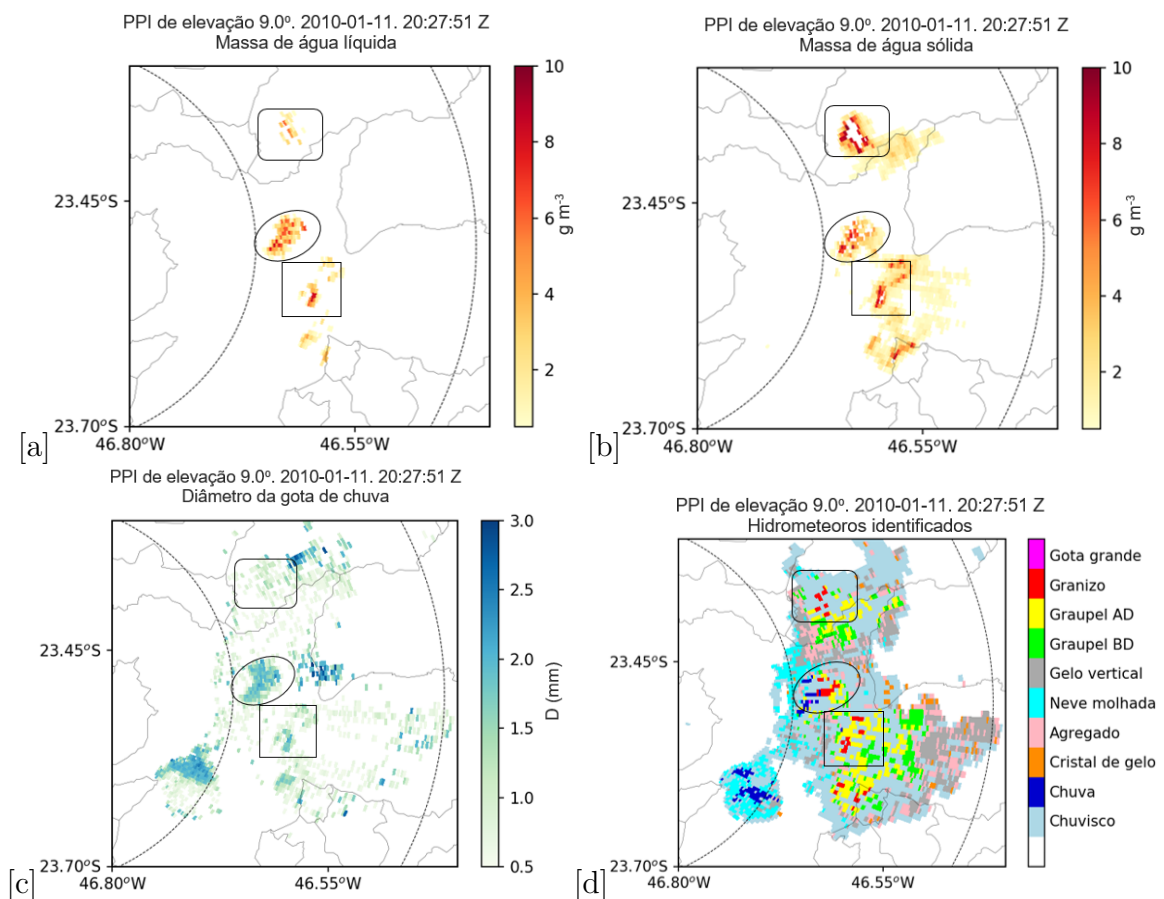 PPI de elevação 9.0º. 2010-01-11. 20:27:51 Z
Massa de água líquida
10
8
6
4
2
g m⁻³
23.45ºS
23.70ºS
46.80ºW
46.55ºW
[a]
PPI de elevação 9.0º. 2010-01-11. 20:27:51 Z
Massa de água sólida
10
8
6
4
2
g m⁻³
23.45ºS
23.70ºS
46.80ºW
46.55ºW
[b]
PPI de elevação 9.0º. 2010-01-11. 20:27:51 Z
Diâmetro da gota de chuva
3.0
2.5
2.0
1.5
1.0
0.5
D (mm)
23.45ºS
23.70ºS
46.80ºW
46.55ºW
[c]
PPI de elevação 9.0º. 2010-01-11. 20:27:51 Z
Hidrometeoros identificados
Gota grande
Granizo
Graupel AD
Graupel BD
Gelo vertical
Neve molhada
Agregado
Cristal de gelo
Chuva
Chuvisco
23.45ºS
23.70ºS
46.80ºW
46.55ºW
[d]